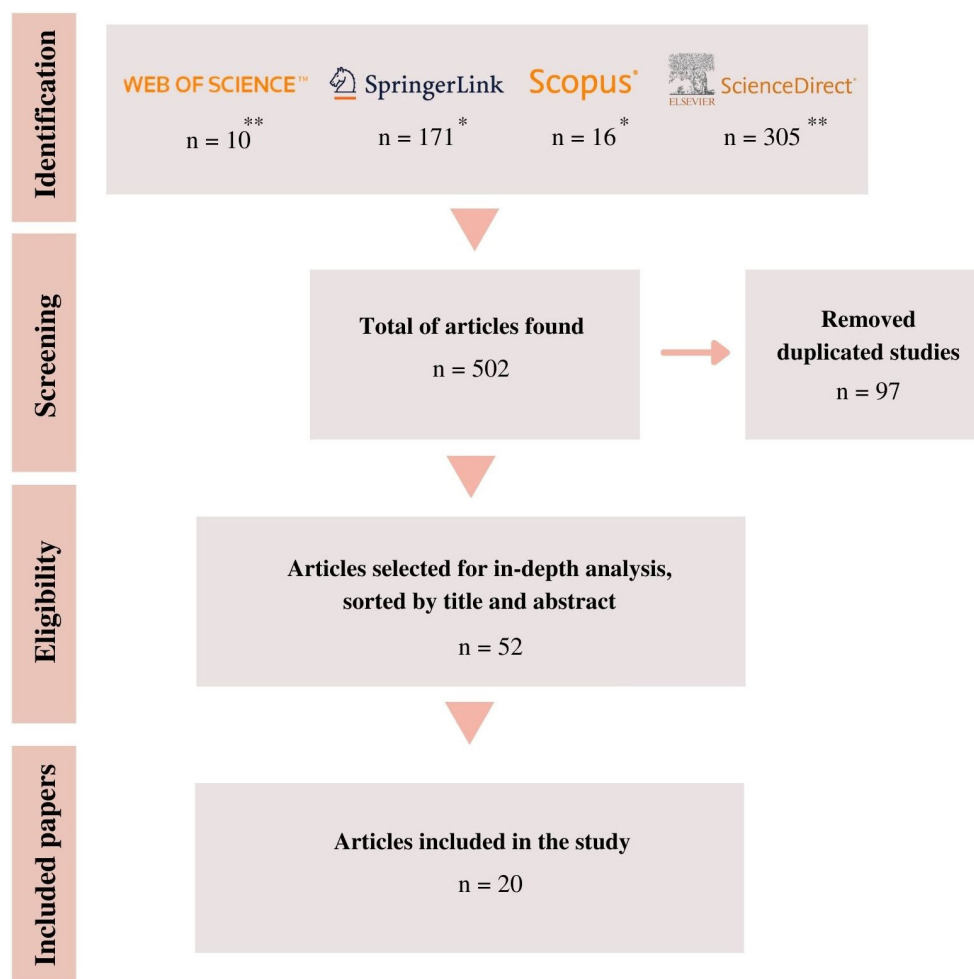 Identification
WEB OF SCIENCE™
SpringerLink
Scopus®
ELSEVIER
ScienceDirect®
n = 10**
n = 171*
n = 16*
n = 305**
Screening
Total of articles found
n = 502
Removed
duplicated studies
n = 97
Eligibility
Articles selected for in-depth analysis,
sorted by title and abstract
n = 52
Included papers
Articles included in the study
n = 20